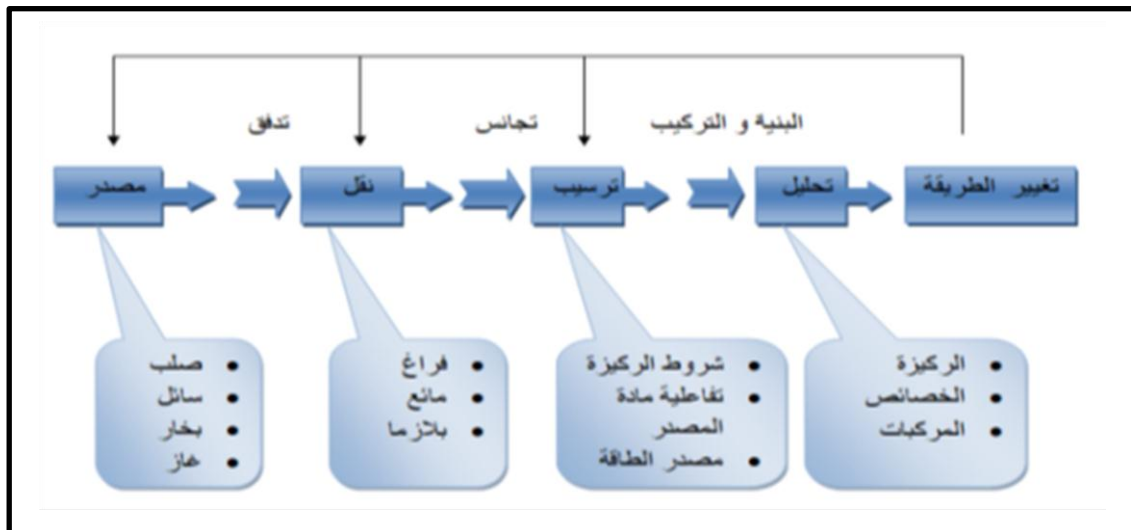 تدفق
تجانس
البنية و التركيب
مصدر
نقل
ترسيب
تحليل
تغيير الطريقة
• صلب
• سائل
• بخار
• غاز
• فراغ
• مائع
• بلازما
• شروط الركيزة
• تفاعلية مادة
المصدر
• مصدر الطاقة
• الركيزة
• الخصائص
• المركبات